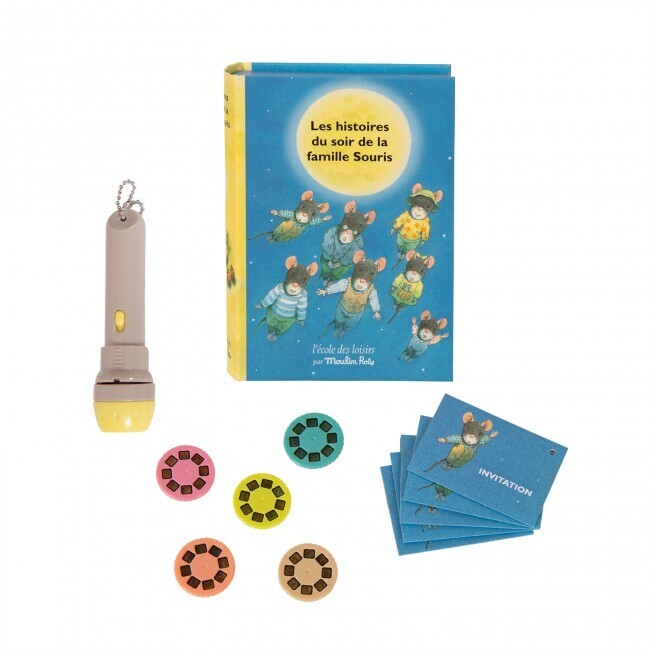 Les histoires
du soir de la
famille Souris
l'école des loisirs
par Moulin Roty
INVITATION